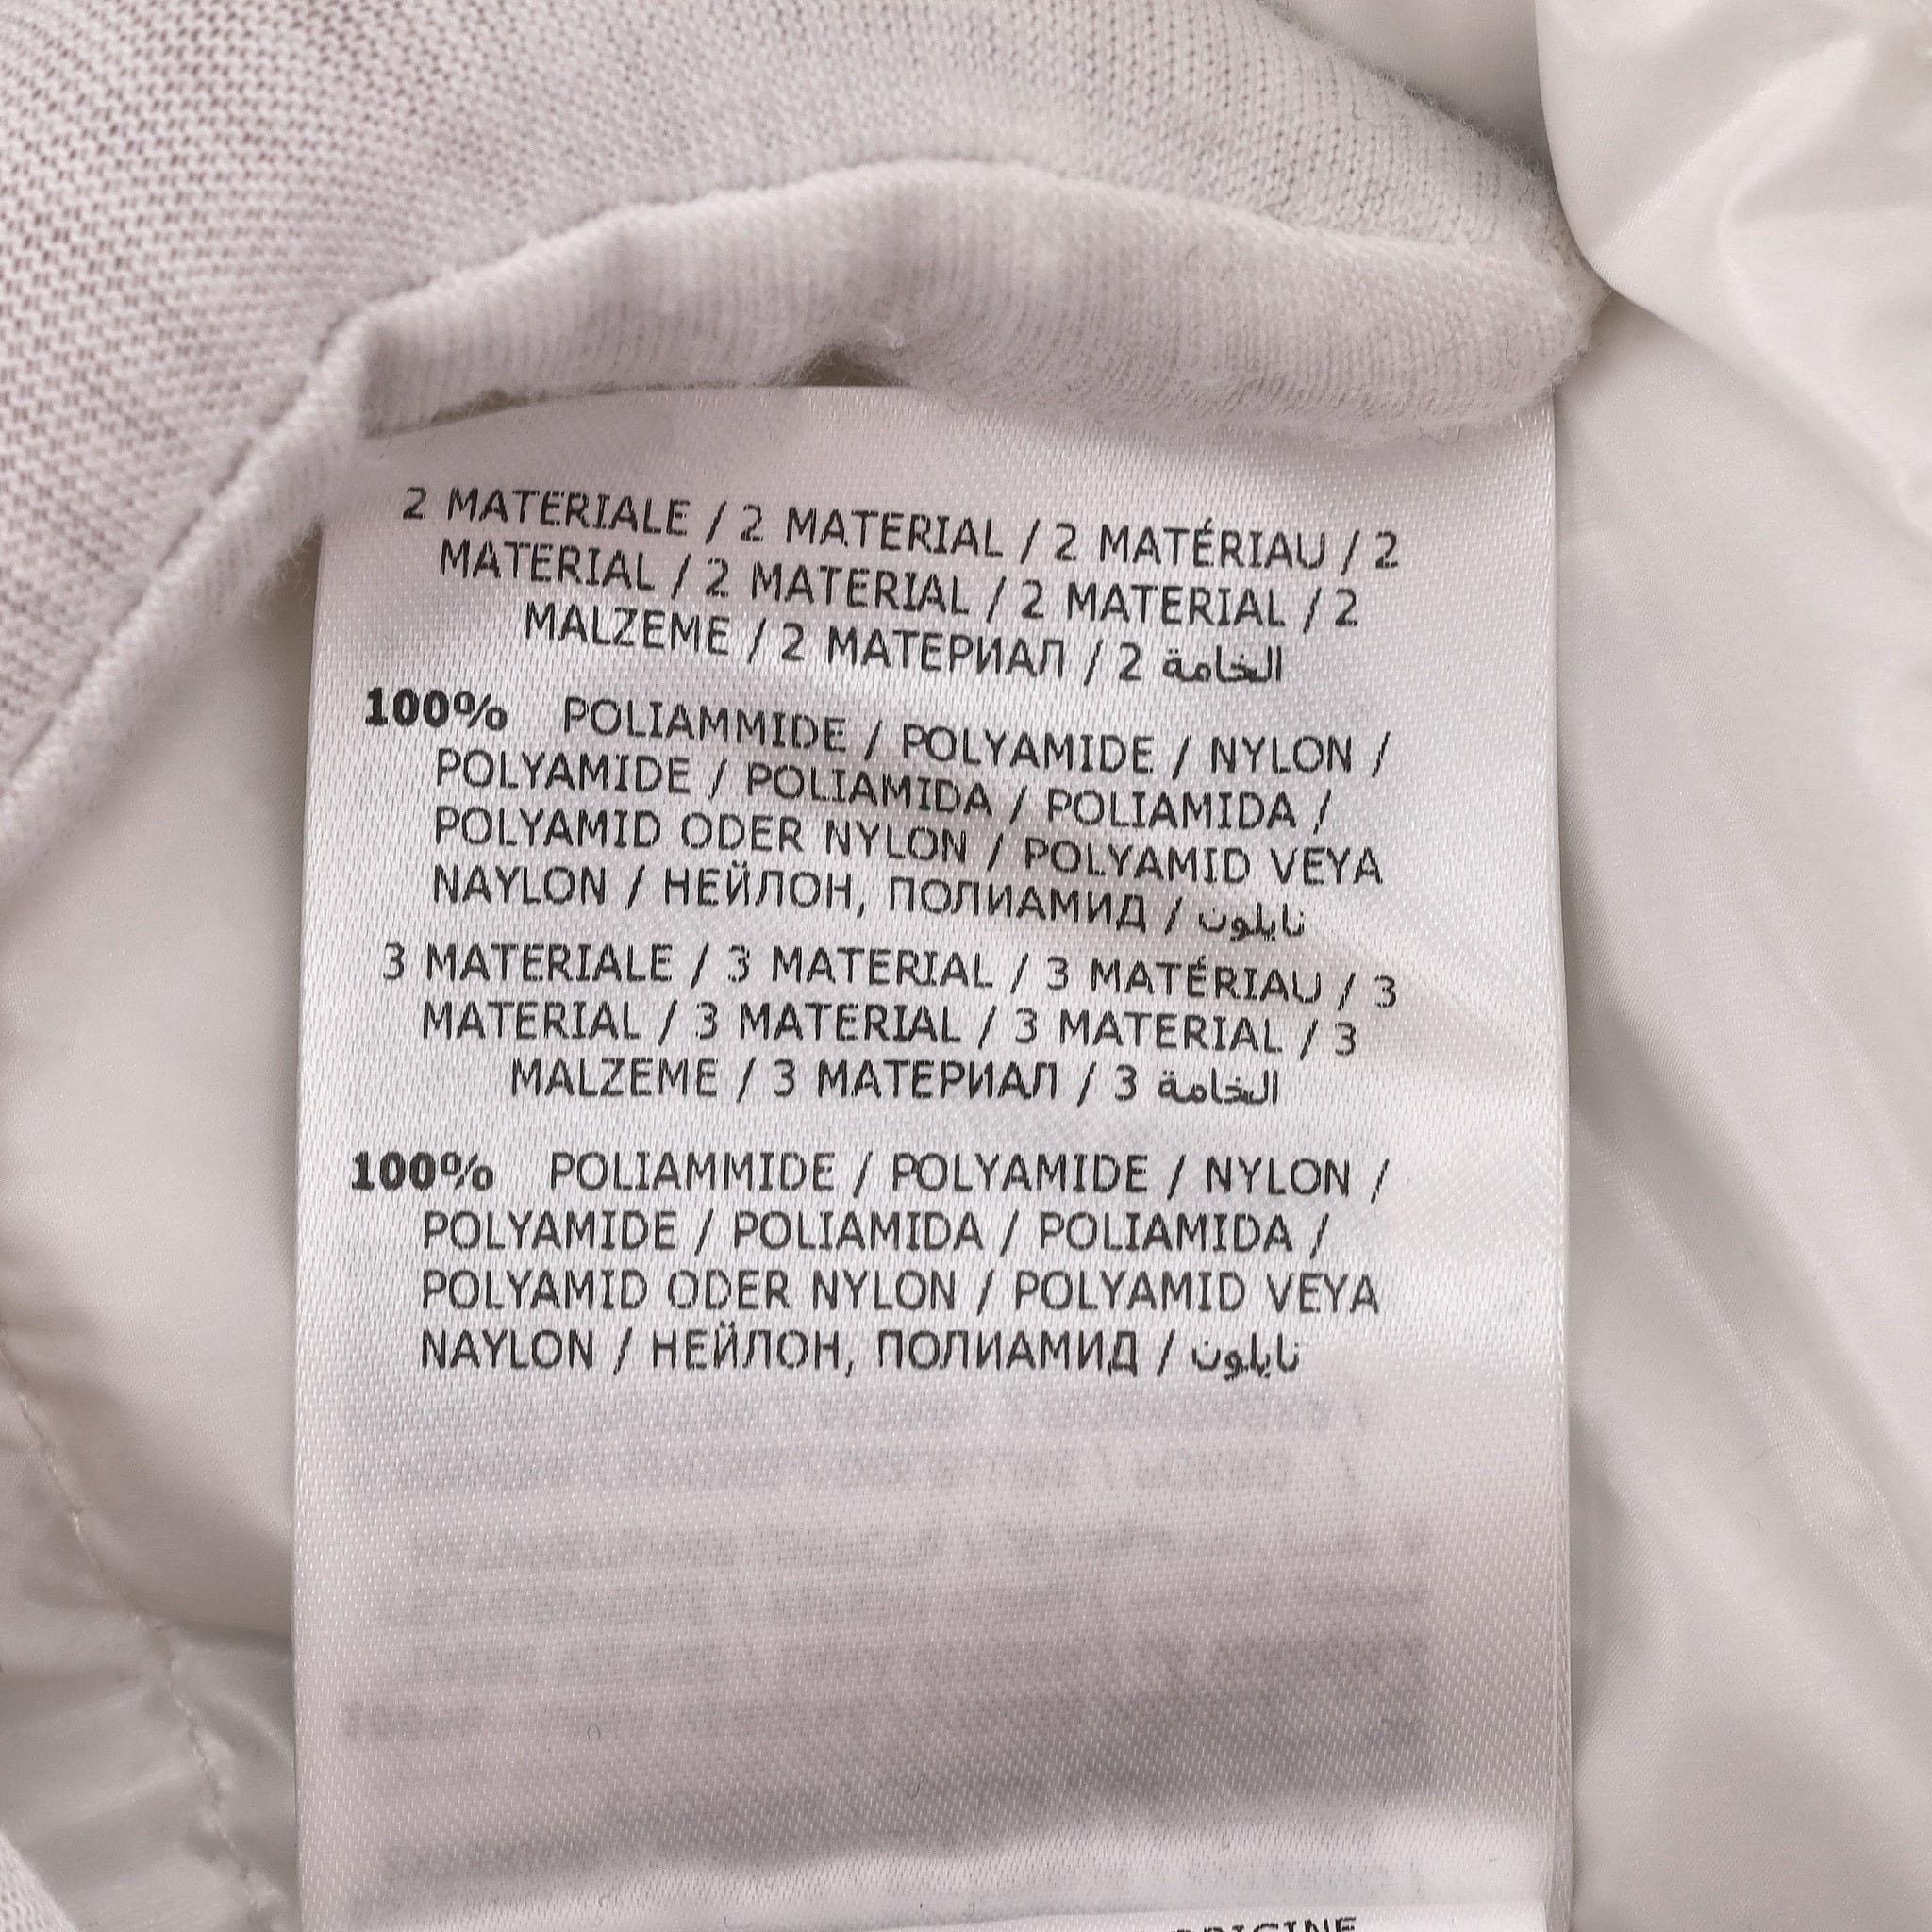 2 MATERIALE / 2 MATERIAL / 2 MATÉRIAU / 2
MATERIAL / 2 MATERIAL / 2 MATERIAL / 2
MALZEME / 2 МАТЕРИАЛ / 2 الخامة
100% POLIAMMIDE / POLYAMIDE / NYLON /
POLYAMIDE / POLIAMIDA / POLIAMIDA /
POLYAMID ODER NYLON / POLYAMID VEYA
NAYLON / НЕЙЛОН, ПОЛИАМИД / نايلون
3 MATERIALE / 3 MATERIAL / 3 MATÉRIAU / 3
MATERIAL / 3 MATERIAL / 3 MATERIAL / 3
MALZEME / 3 МАТЕРИАЛ / 3 الخامة
100% POLIAMMIDE / POLYAMIDE / NYLON /
POLYAMIDE / POLIAMIDA / POLIAMIDA /
POLYAMID ODER NYLON / POLYAMID VEYA
NAYLON / НЕЙЛОН, ПОЛИАМИД / نايلون
ORIGINE